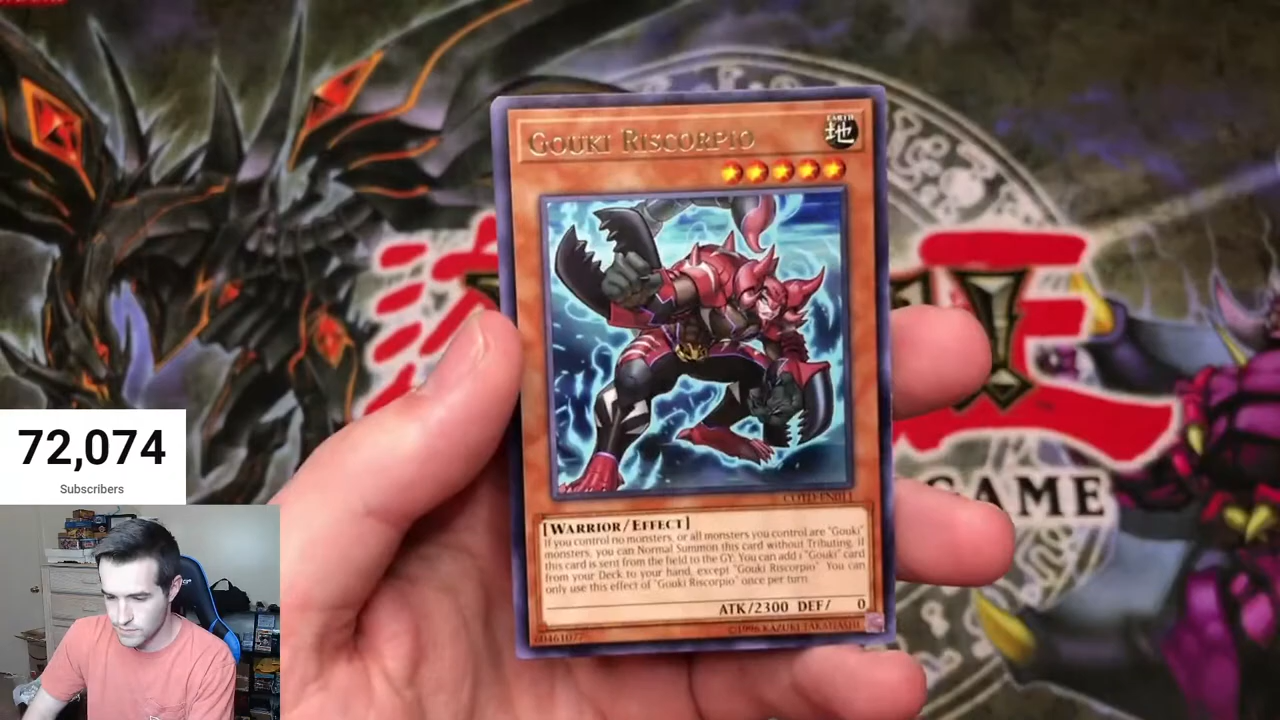 GOUKI RISCORPIO
EARTH
地
COTD-EN011
[WARRIOR/EFFECT]
If you control no monsters, or all monsters you control are "Gouki"
monsters, you can Normal Summon this card without Tributing. If
this card is sent from the field to the GY: You can add 1 "Gouki" card
from your Deck to your hand, except "Gouki Riscorpio". You can
only use this effect of "Gouki Riscorpio" once per turn.
ATK/2300 DEF/ 0
©1996 KAZUKI TAKAHASHI
GAME
72,074
Subscribers